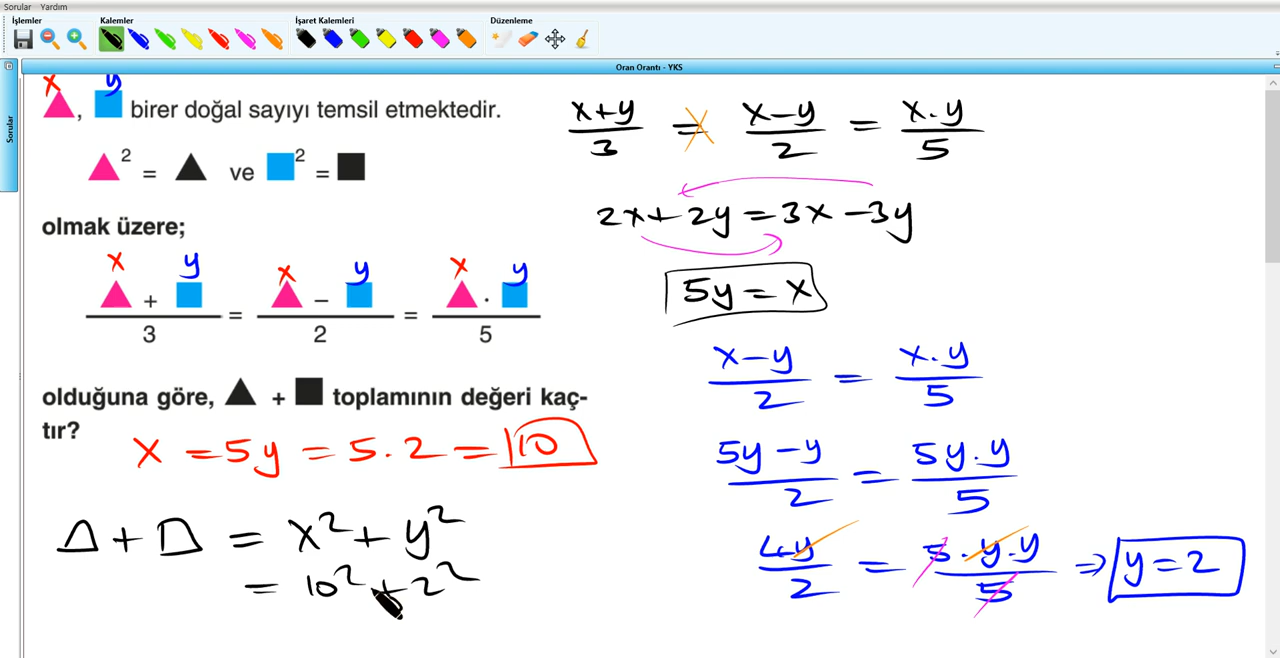 Sorular Yardım
İşlemler Kalemler İşaret Kalemleri Düzenleme
Oran Orantı - YKS
Sorular
x y
, birer doğal sayıyı temsil etmektedir.
2 = ve 2 =
olmak üzere;
x y x y x y
+ = - = .
3 2 5
olduğuna göre, + toplamının değeri kaç-
tır?
x = 5y = 5.2 = 10
Δ + □ = x² + y²
= 10² + 2²
x+y = x-y = x.y
3 2 5
2x+2y = 3x-3y
5y = x
x-y = x.y
2 5
5y-y = 5y.y
2 5
4y = 5.y.y ⇒ y=2
2 5